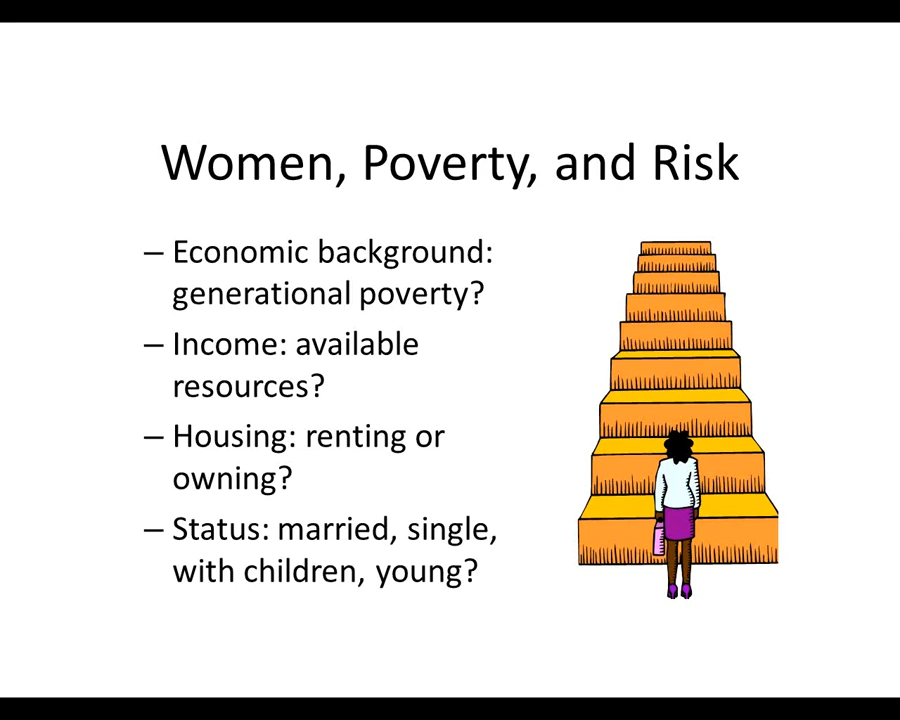 Women, Poverty, and Risk
– Economic background:
generational poverty?
– Income: available
resources?
– Housing: renting or
owning?
– Status: married, single,
with children, young?